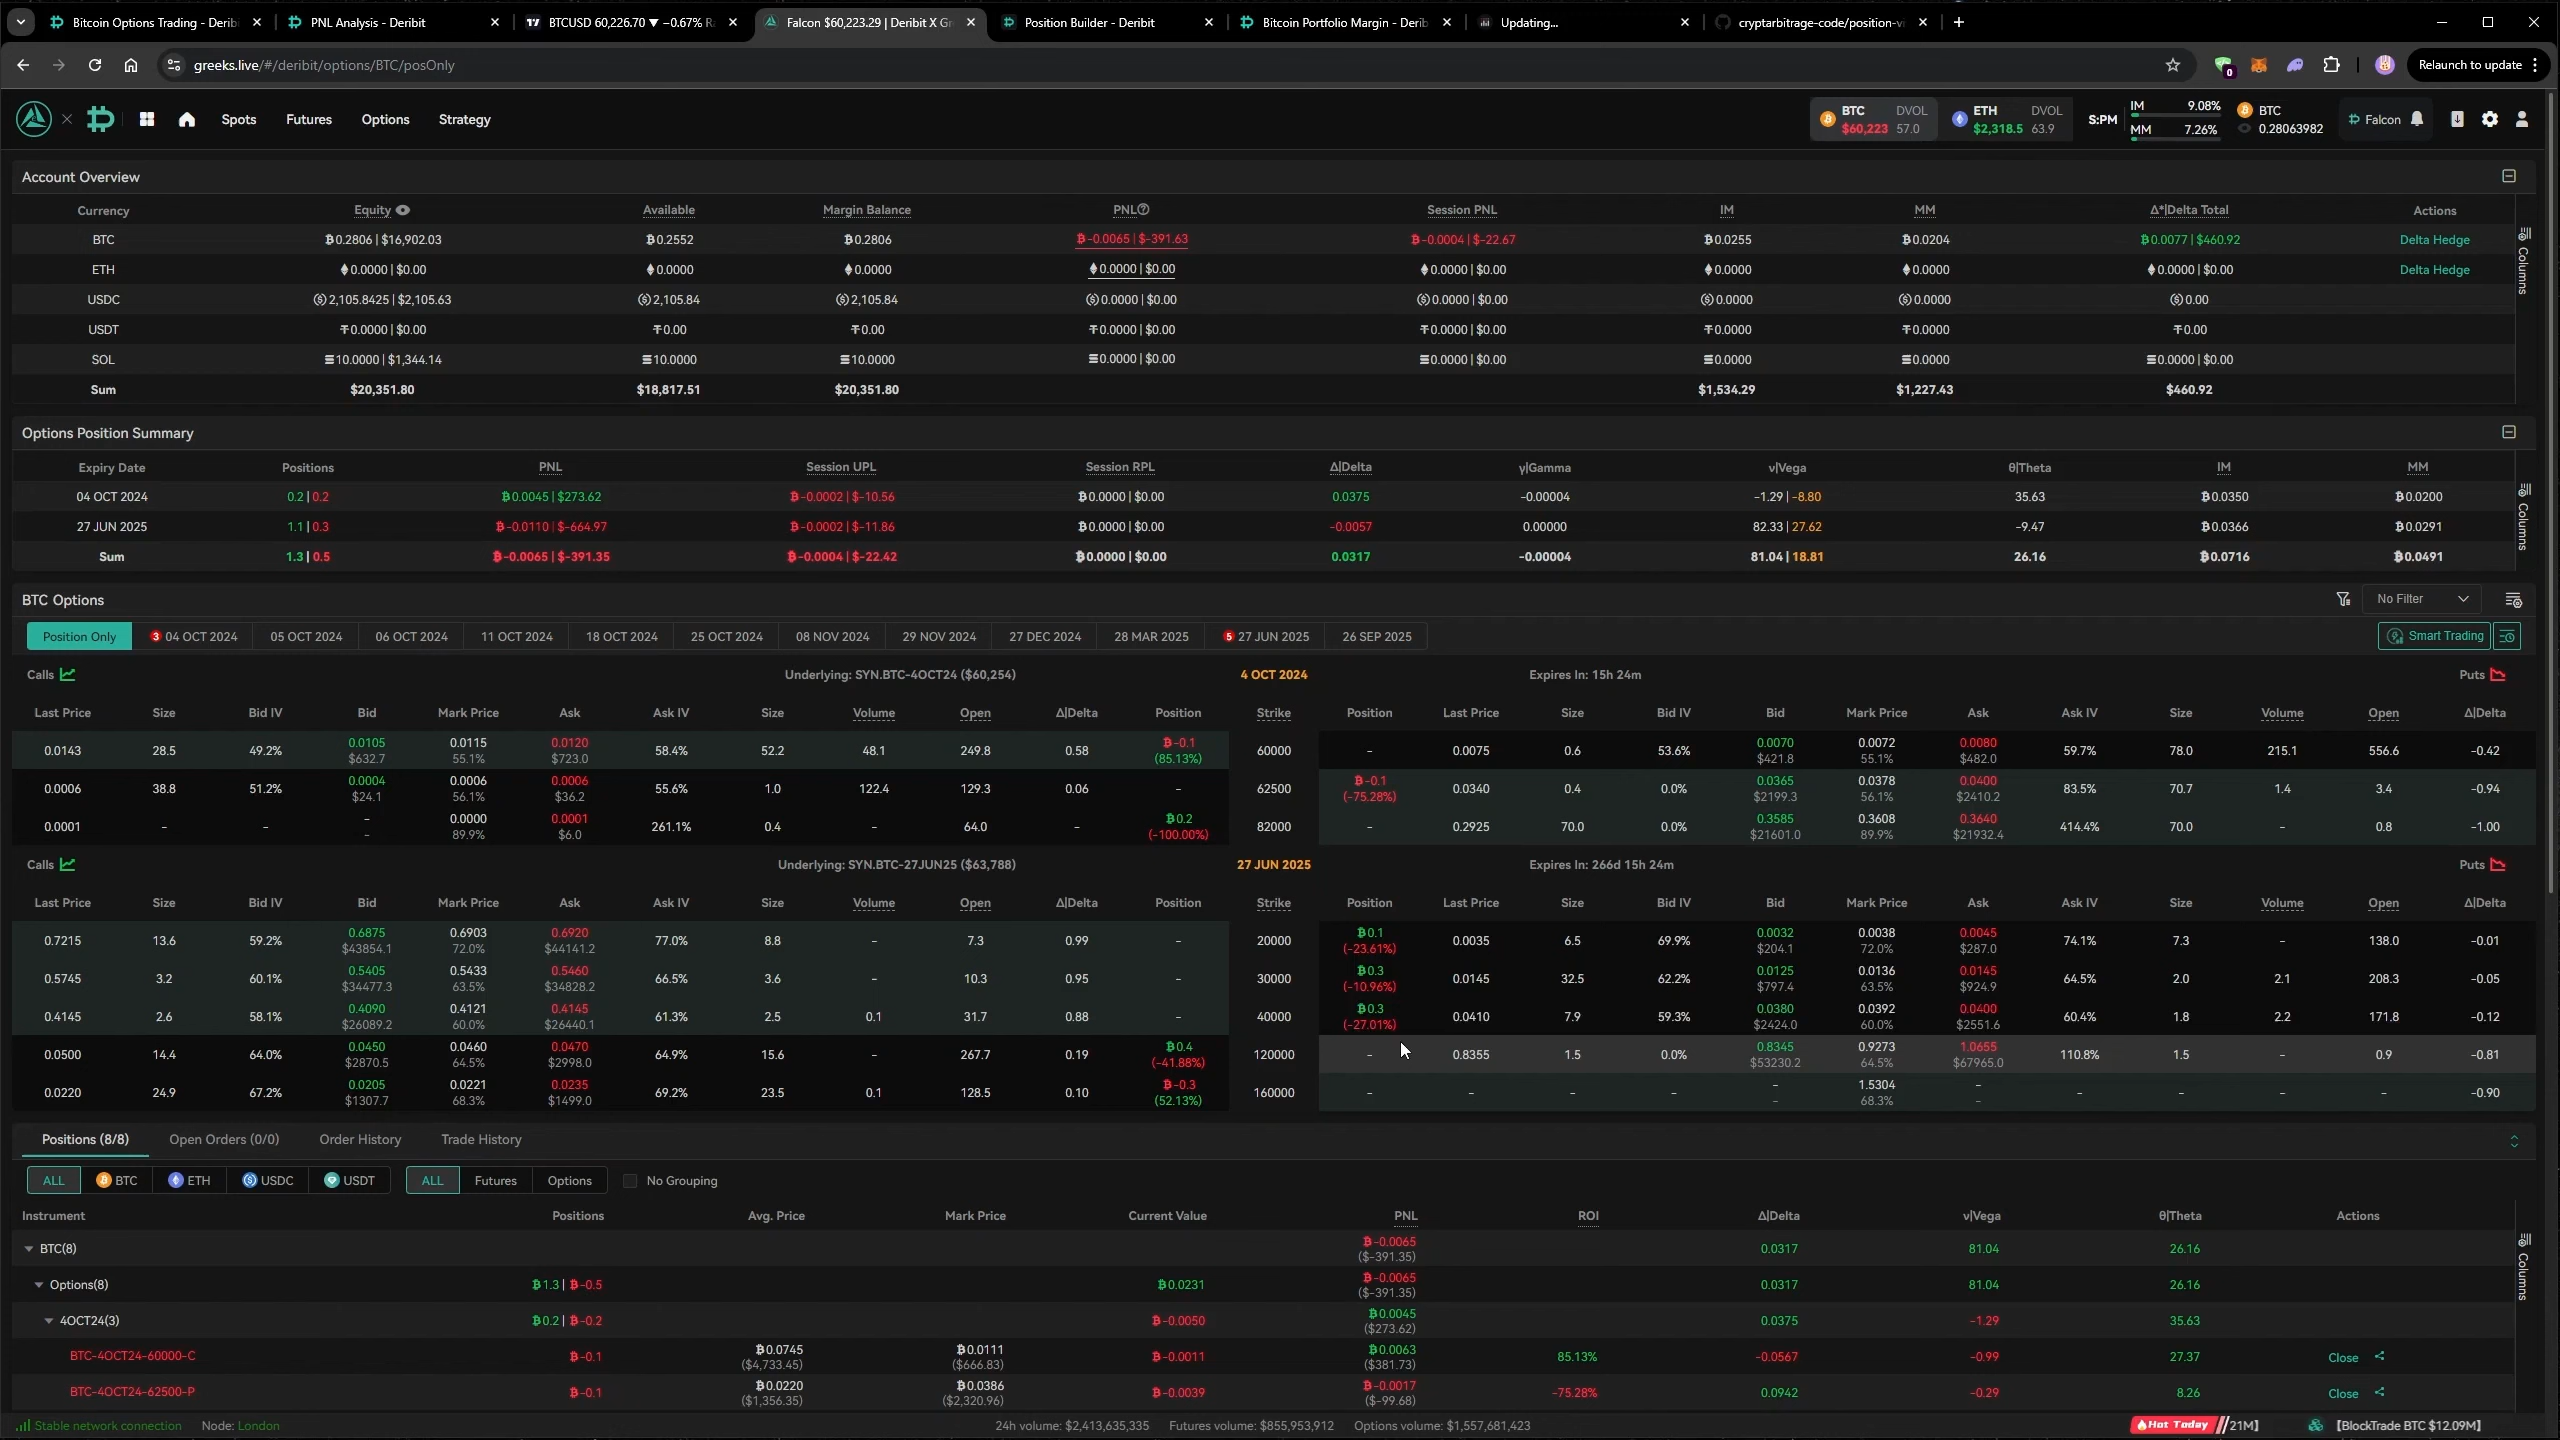 Bitcoin Options Trading - Derib
PNL Analysis - Deribit
BTCUSD 60,226.70 ▼ −0.67% R
Falcon $60,223.29 | Deribit X Gr
Position Builder - Deribit
Bitcoin Portfolio Margin - Derib
Updating...
cryptarbitrage-code/position-vi
greeks.live/#/deribit/options/BTC/posOnly
Relaunch to update
Spots Futures Options Strategy
BTC DVOL $60,223 57.0
ETH DVOL $2,318.5 63.9
S:PM IM 9.08% MM 7.26%
BTC 0.28063982
Falcon
Account Overview
Currency Equity Available Margin Balance PNL Session PNL IM MM Δ*|Delta Total Actions
BTC ₿0.2806 | $16,902.03 ₿0.2552 ₿0.2806 ₿-0.0065 | $-391.63 ₿-0.0004 | $-22.67 ₿0.0255 ₿0.0204 ₿0.0077 | $460.92 Delta Hedge
ETH 0.0000 | $0.00 0.0000 0.0000 0.0000 | $0.00 0.0000 | $0.00 0.0000 0.0000 0.0000 | $0.00 Delta Hedge
USDC 2,105.8425 | $2,105.63 2,105.84 2,105.84 0.0000 | $0.00 0.0000 | $0.00 0.0000 0.0000 0.00
USDT 0.0000 | $0.00 0.00 0.00 0.0000 | $0.00 0.0000 | $0.00 0.0000 0.0000 0.00
SOL 10.0000 | $1,344.14 10.0000 10.0000 0.0000 | $0.00 0.0000 | $0.00 0.0000 0.0000 0.0000 | $0.00
Sum $20,351.80 $18,817.51 $20,351.80 $1,534.29 $1,227.43 $460.92
Columns
Options Position Summary
Expiry Date Positions PNL Session UPL Session RPL Δ|Delta γ|Gamma ν|Vega θ|Theta IM MM
04 OCT 2024 0.2 | 0.2 ₿0.0045 | $273.62 ₿-0.0002 | $-10.56 ₿0.0000 | $0.00 0.0375 -0.00004 -1.29 | -8.80 35.63 ₿0.0350 ₿0.0200
27 JUN 2025 1.1 | 0.3 ₿-0.0110 | $-664.97 ₿-0.0002 | $-11.86 ₿0.0000 | $0.00 -0.0057 0.00000 82.33 | 27.62 -9.47 ₿0.0366 ₿0.0291
Sum 1.3 | 0.5 ₿-0.0065 | $-391.35 ₿-0.0004 | $-22.42 ₿0.0000 | $0.00 0.0317 -0.00004 81.04 | 18.81 26.16 ₿0.0716 ₿0.0491
Columns
BTC Options No Filter
Position Only 3 04 OCT 2024 05 OCT 2024 06 OCT 2024 11 OCT 2024 18 OCT 2024 25 OCT 2024 08 NOV 2024 29 NOV 2024 27 DEC 2024 28 MAR 2025 5 27 JUN 2025 26 SEP 2025 Smart Trading
Calls Underlying: SYN.BTC-4OCT24 ($60,254) 4 OCT 2024 Expires In: 15h 24m Puts
Last Price Size Bid IV Bid Mark Price Ask Ask IV Size Volume Open Δ|Delta Position Strike Position Last Price Size Bid IV Bid Mark Price Ask Ask IV Size Volume Open Δ|Delta
0.0143 28.5 49.2% 0.0105 0.0115 0.0120 58.4% 52.2 48.1 249.8 0.58 ₿-0.1 60000 - 0.0075 0.6 53.6% 0.0070 0.0072 0.0080 59.7% 78.0 215.1 556.6 -0.42
$632.7 55.1% $723.0 (85.13%) $421.8 55.1% $482.0
0.0006 38.8 51.2% 0.0004 0.0006 0.0006 55.6% 1.0 122.4 129.3 0.06 - 62500 ₿-0.1 0.0340 0.4 0.0% 0.0365 0.0378 0.0400 83.5% 70.7 1.4 3.4 -0.94
$24.1 56.1% $36.2 (-75.28%) $2199.3 56.1% $2410.2
0.0001 - - - 0.0000 0.0001 261.1% 0.4 - 64.0 - ₿0.2 82000 - 0.2925 70.0 0.0% 0.3585 0.3608 0.3640 414.4% 70.0 - 0.8 -1.00
- 89.9% $6.0 (-100.00%) $21601.0 89.9% $21932.4
Calls Underlying: SYN.BTC-27JUN25 ($63,788) 27 JUN 2025 Expires In: 266d 15h 24m Puts
Last Price Size Bid IV Bid Mark Price Ask Ask IV Size Volume Open Δ|Delta Position Strike Position Last Price Size Bid IV Bid Mark Price Ask Ask IV Size Volume Open Δ|Delta
0.7215 13.6 59.2% 0.6875 0.6903 0.6920 77.0% 8.8 - 7.3 0.99 - 20000 ₿0.1 0.0035 6.5 69.9% 0.0032 0.0038 0.0045 74.1% 7.3 - 138.0 -0.01
$43854.1 72.0% $44141.2 (-23.61%) $204.1 72.0% $287.0
0.5745 3.2 60.1% 0.5405 0.5433 0.5460 66.5% 3.6 - 10.3 0.95 - 30000 ₿0.3 0.0145 32.5 62.2% 0.0125 0.0136 0.0145 64.5% 2.0 2.1 208.3 -0.05
$34477.3 63.5% $34828.2 (-10.96%) $797.4 63.5% $924.9
0.4145 2.6 58.1% 0.4090 0.4121 0.4145 61.3% 2.5 0.1 31.7 0.88 - 40000 ₿0.3 0.0410 7.9 59.3% 0.0380 0.0392 0.0400 60.4% 1.8 2.2 171.8 -0.12
$26089.2 60.0% $26440.1 (-27.01%) $2424.0 60.0% $2551.6
0.0500 14.4 64.0% 0.0450 0.0460 0.0470 64.9% 15.6 - 267.7 0.19 ₿0.4 120000 - 0.8355 1.5 0.0% 0.8345 0.9273 1.0655 110.8% 1.5 - 0.9 -0.81
$2870.5 64.5% $2998.0 (-41.88%) $53230.2 64.5% $67965.0
0.0220 24.9 67.2% 0.0205 0.0221 0.0235 69.2% 23.5 0.1 128.5 0.10 ₿-0.3 160000 - - - - - 1.5304 - - - - - -0.90
$1307.7 68.3% $1499.0 (52.13%) - 68.3% -
Positions (8/8) Open Orders (0/0) Order History Trade History
ALL BTC ETH USDC USDT ALL Futures Options No Grouping
Instrument Positions Avg. Price Mark Price Current Value PNL ROI Δ|Delta ν|Vega θ|Theta Actions
BTC(8) ₿-0.0065 0.0317 81.04 26.16
($-391.35)
Options(8) ₿1.3 | ₿-0.5 ₿0.0231 ₿-0.0065 0.0317 81.04 26.16
($-391.35)
4OCT24(3) ₿0.2 | ₿-0.2 ₿-0.0050 ₿0.0045 0.0375 -1.29 35.63
($273.62)
BTC-4OCT24-60000-C ₿-0.1 ₿0.0745 ₿0.0111 ₿-0.0011 ₿0.0063 85.13% -0.0567 -0.99 27.37 Close
($4,733.45) ($666.83) ($381.73)
BTC-4OCT24-62500-P ₿-0.1 ₿0.0220 ₿0.0386 ₿-0.0039 ₿-0.0017 -75.28% 0.0942 -0.29 8.26 Close
($1,356.35) ($2,320.96) ($-99.68)
Columns
Stable network connection Node: London 24h volume: $2,413,635,335 Futures volume: $855,953,912 Options volume: $1,557,681,423 Hot Today 21M】 【BlockTrade BTC $12.09M】